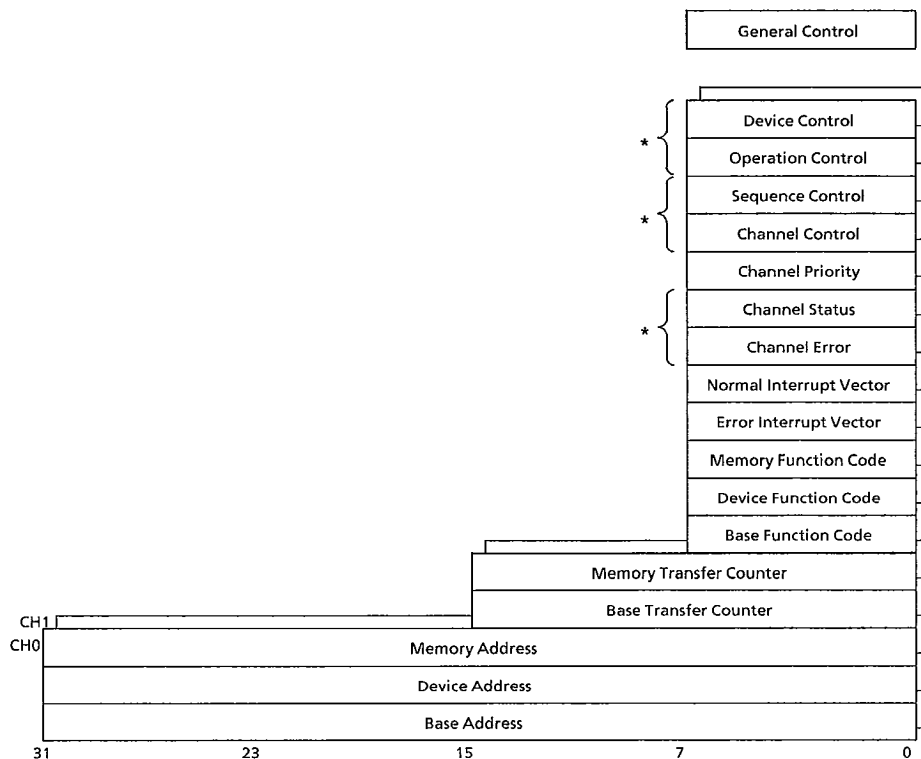 General Control
Device Control
*
Operation Control
Sequence Control
*
Channel Control
Channel Priority
Channel Status
*
Channel Error
Normal Interrupt Vector
Error Interrupt Vector
Memory Function Code
Device Function Code
Base Function Code
Memory Transfer Counter
Base Transfer Counter
CH1
CH0
Memory Address
Device Address
Base Address
31 23 15 7 0